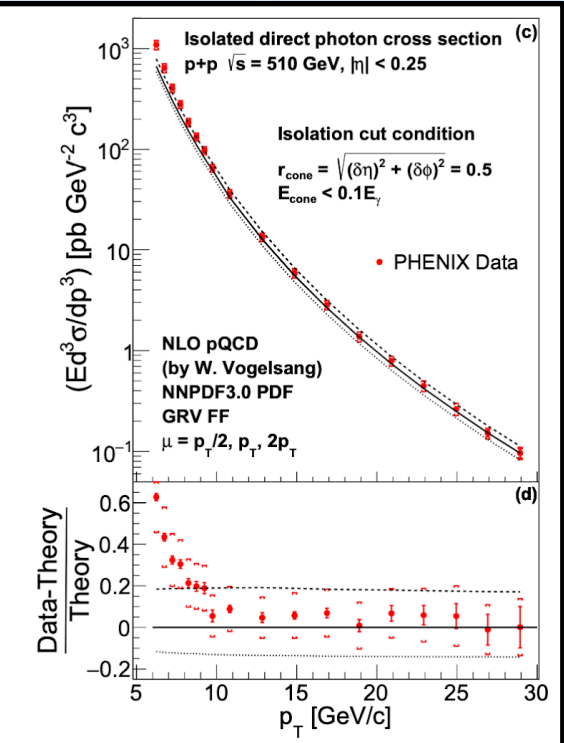 (c)
Isolated direct photon cross section
p+p √s = 510 GeV, |η| < 0.25
Isolation cut condition
r_cone = √(δη)² + (δϕ)² = 0.5
E_cone < 0.1E_γ
PHENIX Data
NLO pQCD
(by W. Vogelsang)
NNPDF3.0 PDF
GRV FF
μ = p_T/2, p_T, 2p_T
(Ed³σ/dp³) [pb GeV⁻² c³]
10³
10²
10
1
10⁻¹
(d)
Data-Theory
Theory
0.6
0.4
0.2
0
−0.2
5 10 15 20 25 30
p_T [GeV/c]